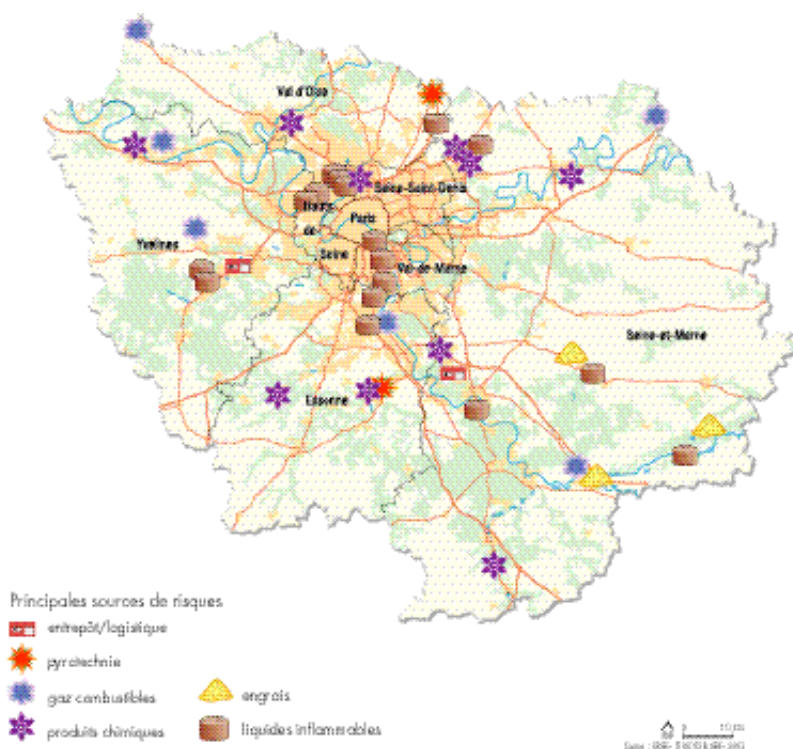 Val d'Oise
Seine-Saint-Denis
Hauts-
de-
Seine
Paris
Yvelines
Val-de-Marne
Seine-et-Marne
Essonne
Principales sources de risques
entrepôt/logistique
pyrotechnie
gaz combustibles
produits chimiques
engrais
liquides inflammables
0